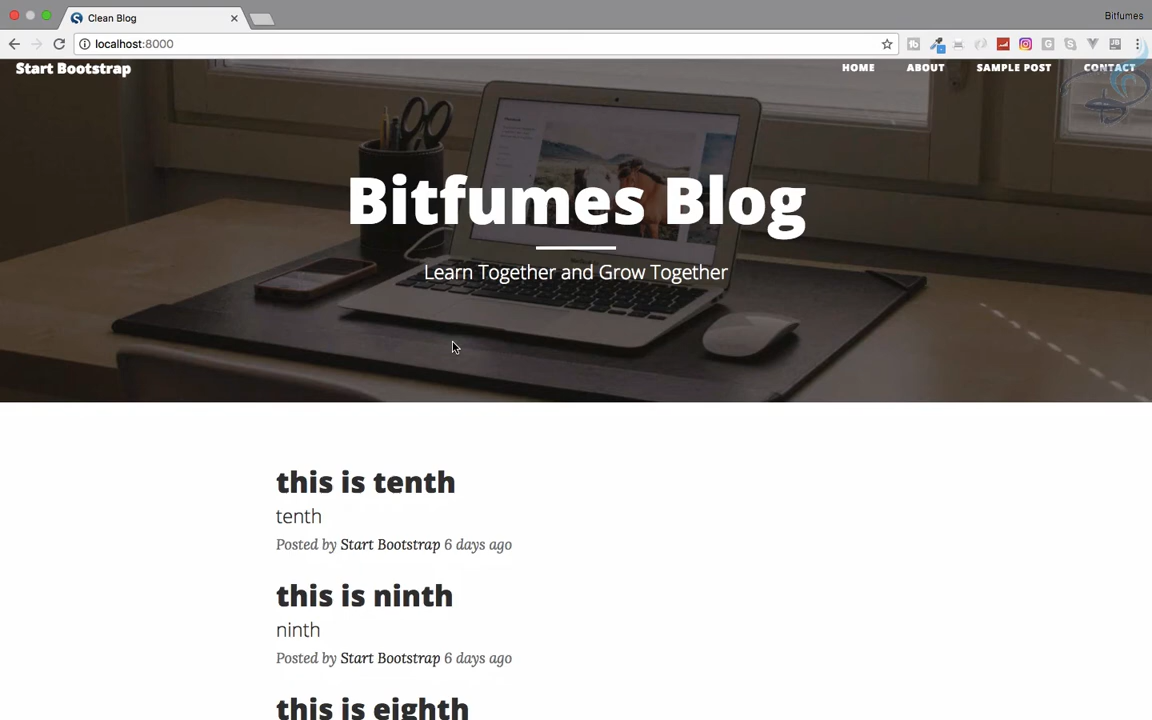 Clean Blog
Bitfumes
localhost:8000
Start Bootstrap
HOME
ABOUT
SAMPLE POST
CONTACT
Bitfumes Blog
Learn Together and Grow Together
this is tenth
tenth
Posted by Start Bootstrap 6 days ago
this is ninth
ninth
Posted by Start Bootstrap 6 days ago
this is eighth